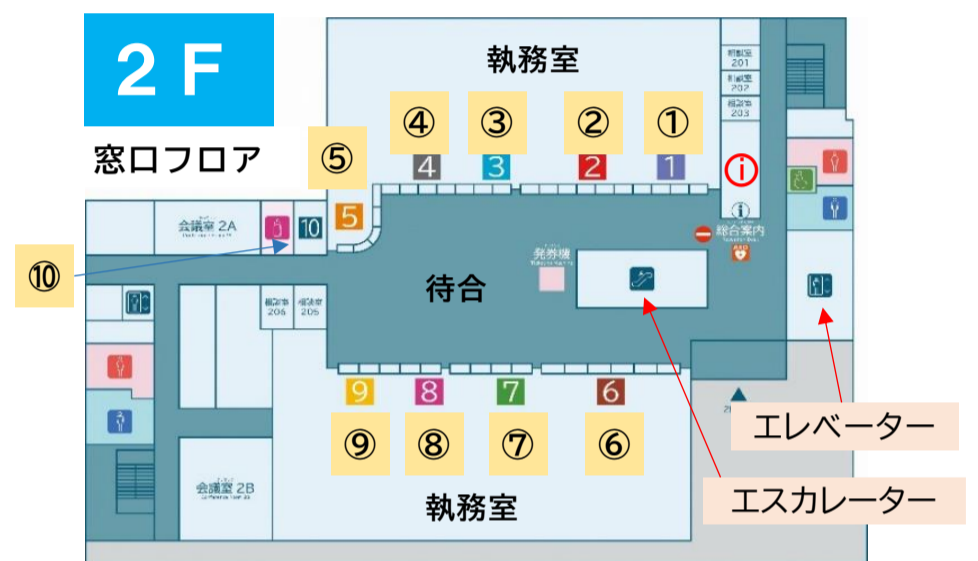 ２Ｆ
窓口フロア
執務室
④
③
②
①
⑤
4
3
2
1
5
相談室
201
相談室
202
相談室
203
i
i
総合案内
AED
会議室 2A
10
⑩
発券機
待合
相談室
206
相談室
205
9
8
7
6
⑨
⑧
⑦
⑥
会議室 2B
執務室
エレベーター
エスカレーター